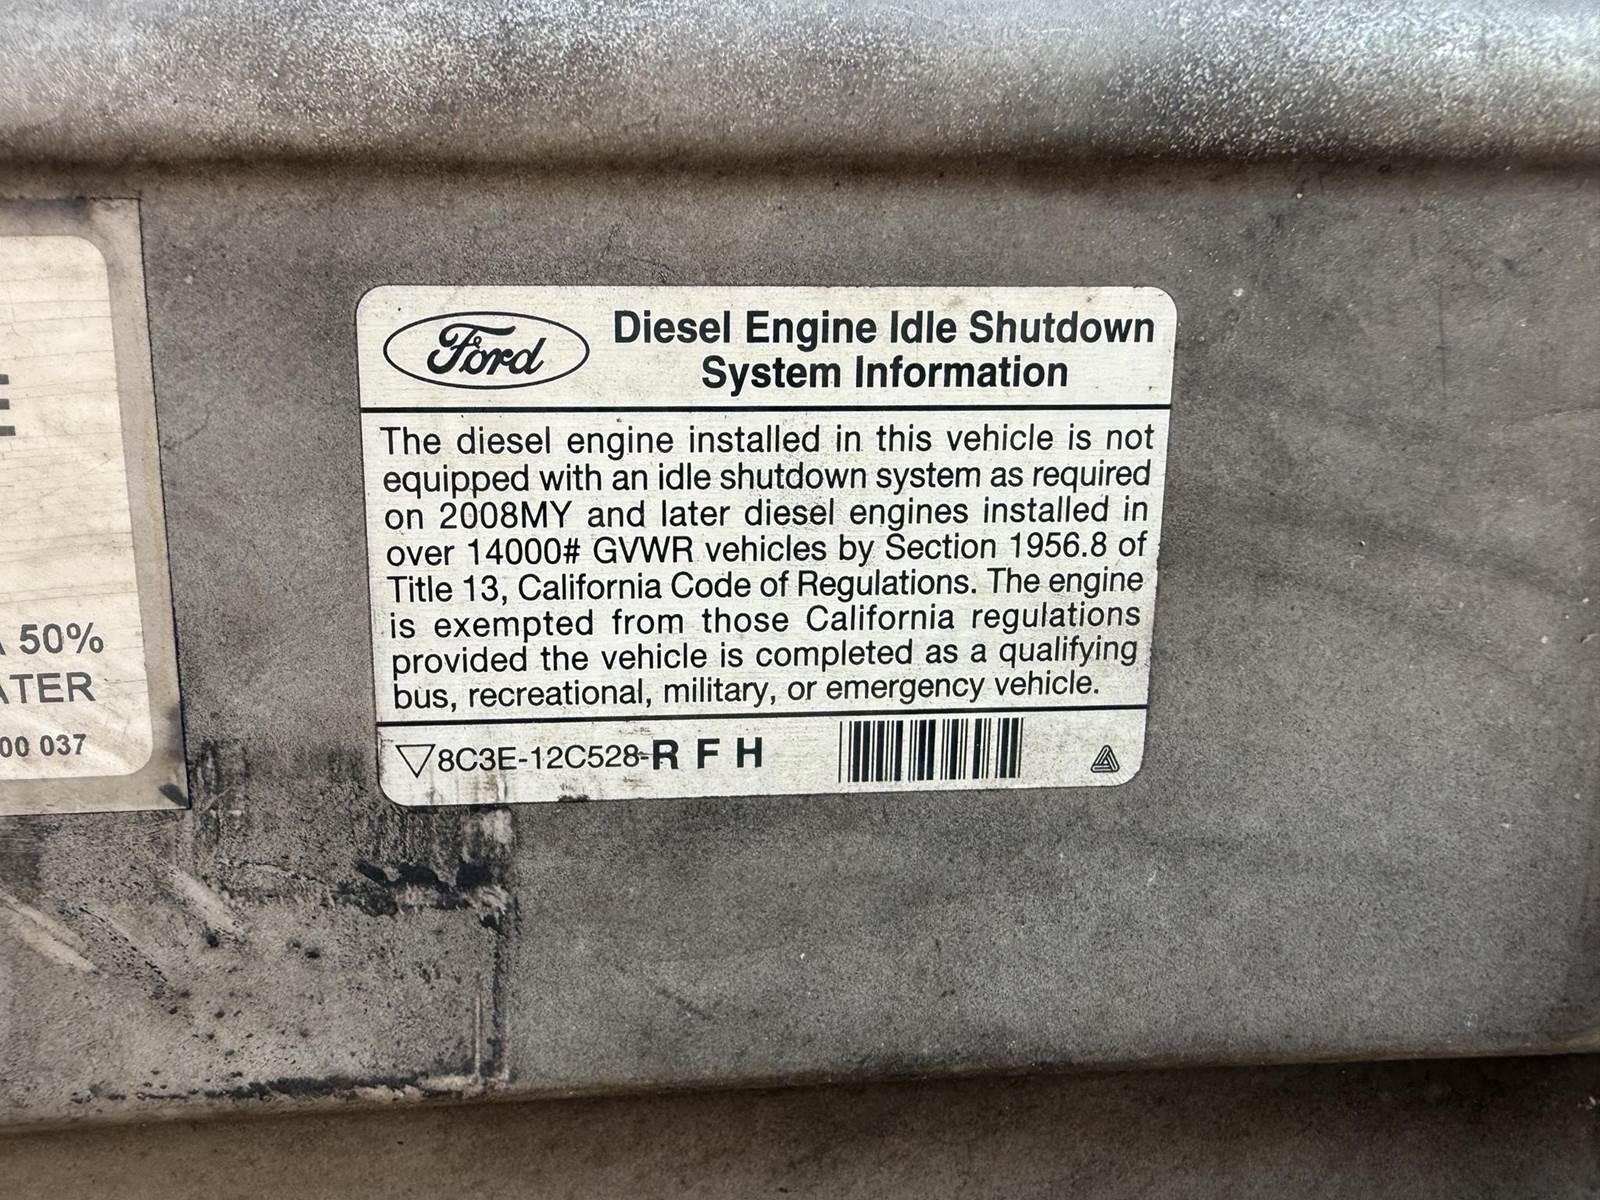 Ford
Diesel Engine Idle Shutdown
System Information
The diesel engine installed in this vehicle is not
equipped with an idle shutdown system as required
on 2008MY and later diesel engines installed in
over 14000# GVWR vehicles by Section 1956.8 of
Title 13, California Code of Regulations. The engine
is exempted from those California regulations
provided the vehicle is completed as a qualifying
bus, recreational, military, or emergency vehicle.
8C3E-12C528-R F H
E
50%
ATER
00 037